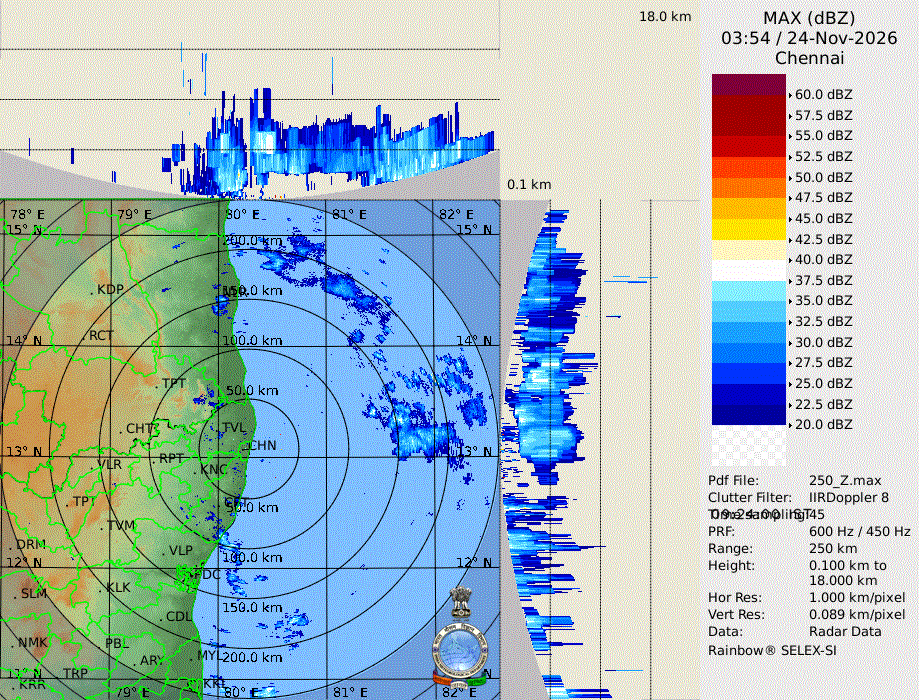 18.0 km
0.1 km
MAX (dBZ)
03:54 / 24-Nov-2026
Chennai
60.0 dBZ
57.5 dBZ
55.0 dBZ
52.5 dBZ
50.0 dBZ
47.5 dBZ
45.0 dBZ
42.5 dBZ
40.0 dBZ
37.5 dBZ
35.0 dBZ
32.5 dBZ
30.0 dBZ
27.5 dBZ
25.0 dBZ
22.5 dBZ
20.0 dBZ
Pdf File: 250_Z.max
Clutter Filter: IIRDoppler 8
PRF: 600 Hz / 450 Hz
Range: 250 km
Height: 0.100 km to
18.000 km
Hor Res: 1.000 km/pixel
Vert Res: 0.089 km/pixel
Data: Radar Data
Rainbow® SELEX-SI
78° E 79° E 80° E 81° E 82° E
15° N 15° N
200.0 km
KDP 150.0 km
RCT 100.0 km
14° N 14° N
TPT 50.0 km
CHT TVL
CHN
13° N 13° N
VLR RPT KNC
TPT 50.0 km
TVM
DRM VLP 100.0 km
12° N PDC 12° N
SLM KLK 150.0 km
CDL
NMK PBL
ARY MYL 200.0 km
TRP
KRR KKL
79° E 80° E 81° E 82° E